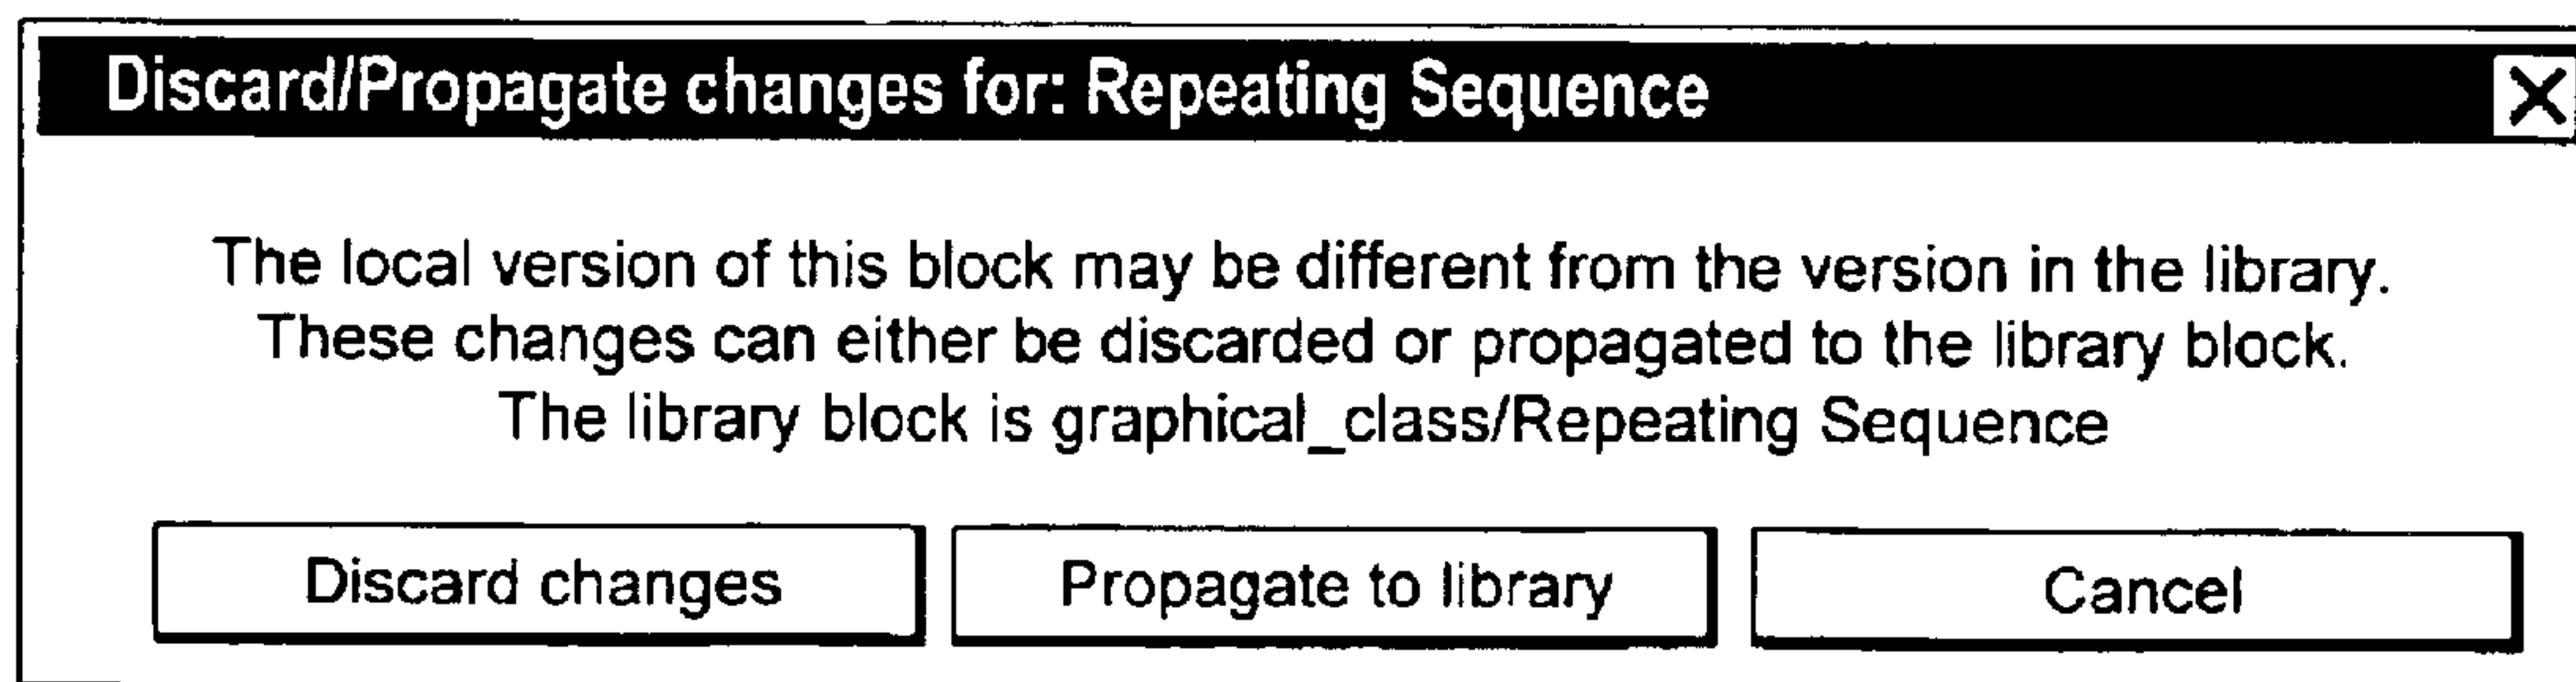 Discard/Propagate changes for: Repeating Sequence
The local version of this block may be different from the version in the library.
These changes can either be discarded or propagated to the library block.
The library block is graphical_class/Repeating Sequence
Discard changes
Propagate to library
Cancel